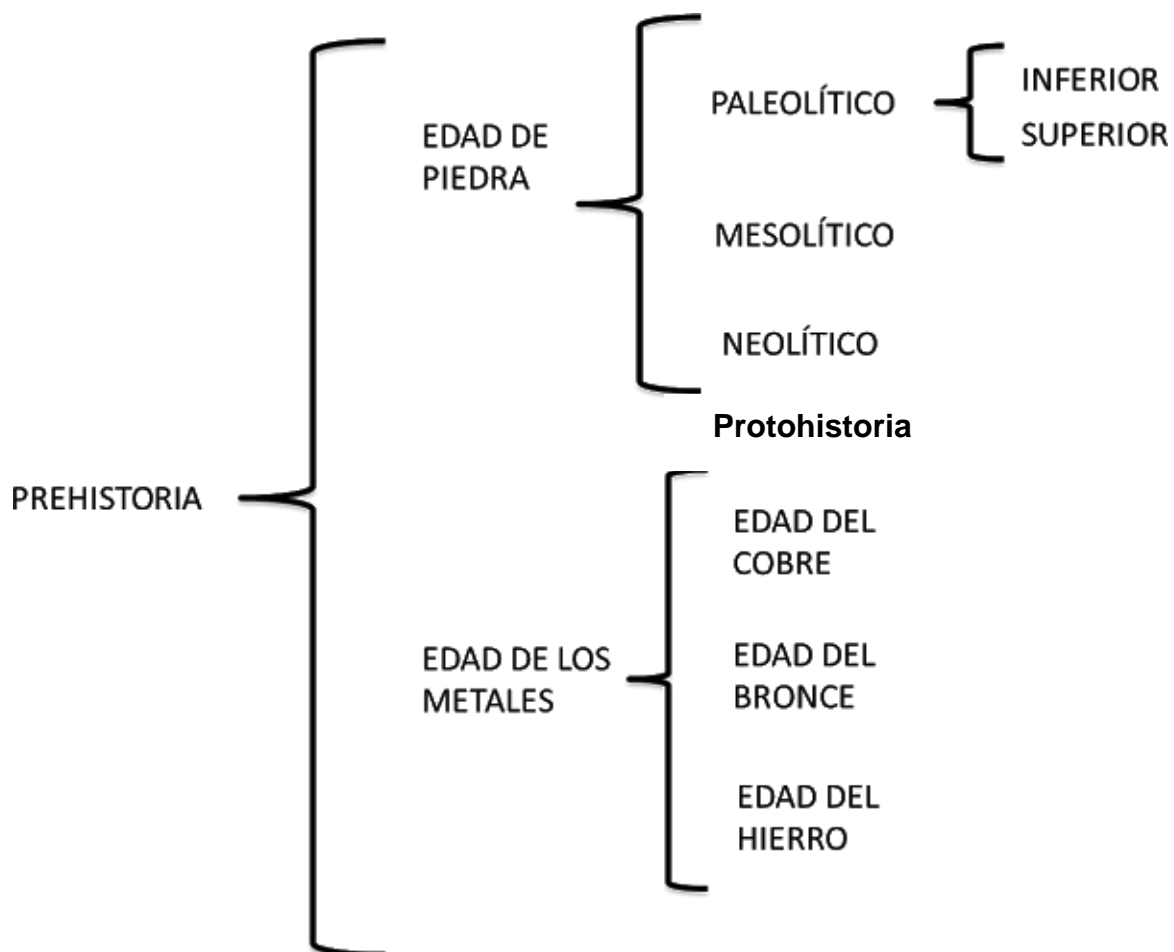 PREHISTORIA
EDAD DE
PIEDRA
PALEOLÍTICO
INFERIOR
SUPERIOR
MESOLÍTICO
NEOLÍTICO
Protohistoria
EDAD DE LOS
METALES
EDAD DEL
COBRE
EDAD DEL
BRONCE
EDAD DEL
HIERRO